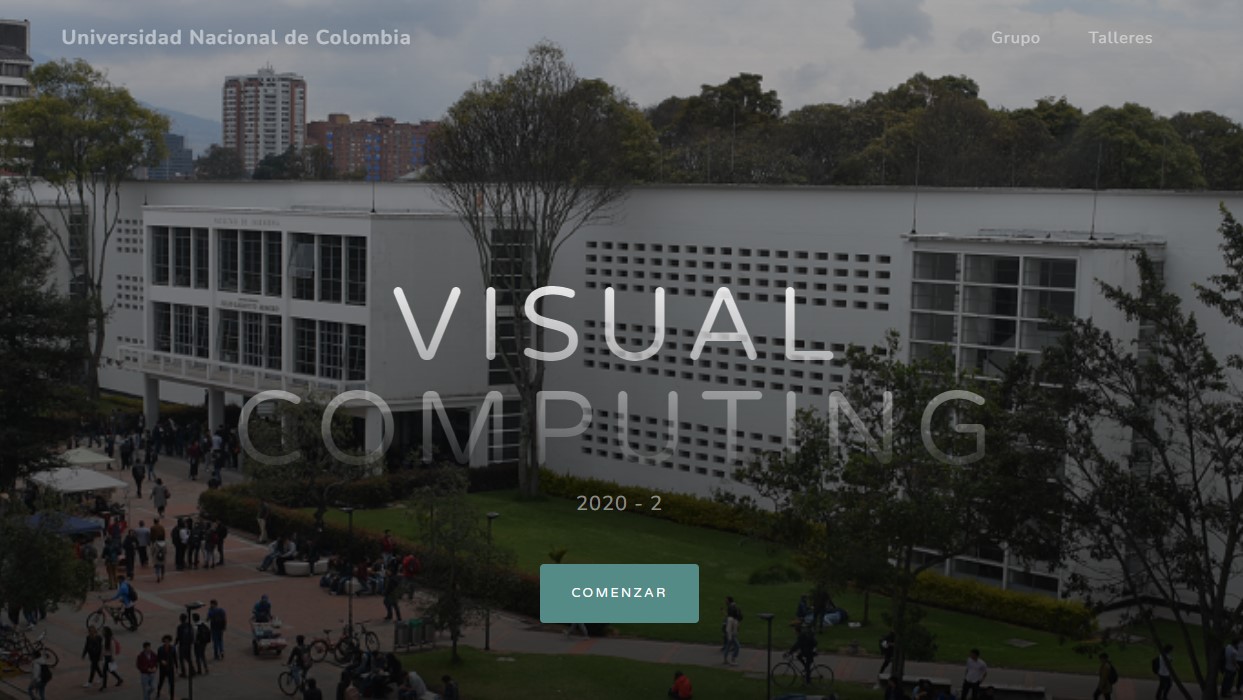 Universidad Nacional de Colombia
Grupo
Talleres
VISUAL
COMPUTING
2020 - 2
COMENZAR